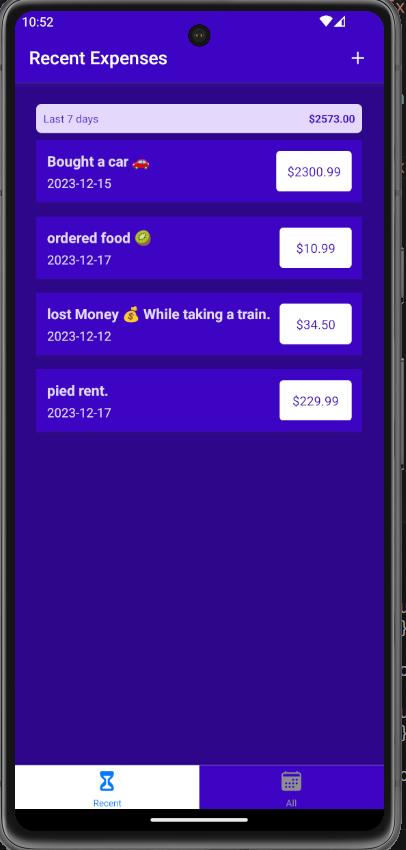 10:52
Recent Expenses
+
Last 7 days $2573.00
Bought a car 🚗
2023-12-15
$2300.99
ordered food 🥝
2023-12-17
$10.99
lost Money 💰 While taking a train.
2023-12-12
$34.50
pied rent.
2023-12-17
$229.99
Recent
All